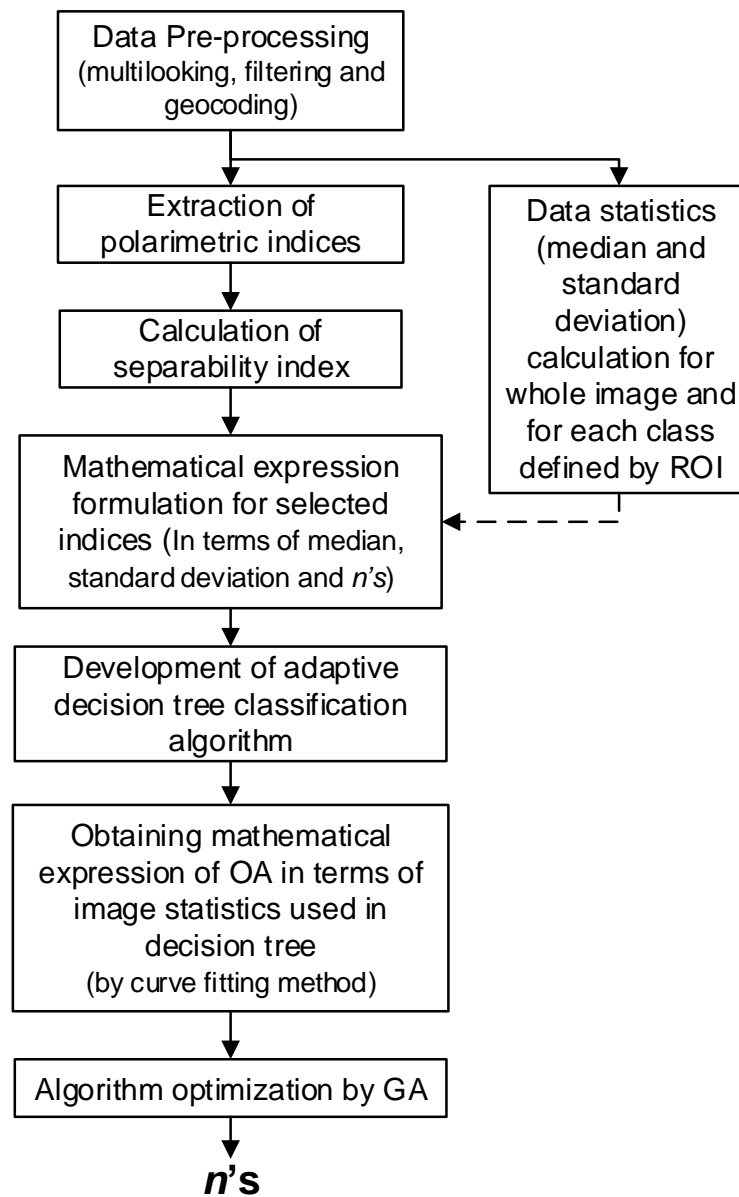 Data Pre-processing
(multilooking, filtering and
geocoding)
Extraction of
polarimetric indices
Data statistics
(median and
standard
deviation)
calculation for
whole image and
for each class
defined by ROI
Calculation of
separability index
Mathematical expression
formulation for selected
indices (In terms of median,
standard deviation and n's)
Development of adaptive
decision tree classification
algorithm
Obtaining mathematical
expression of OA in terms of
image statistics used in
decision tree
(by curve fitting method)
Algorithm optimization by GA
n's